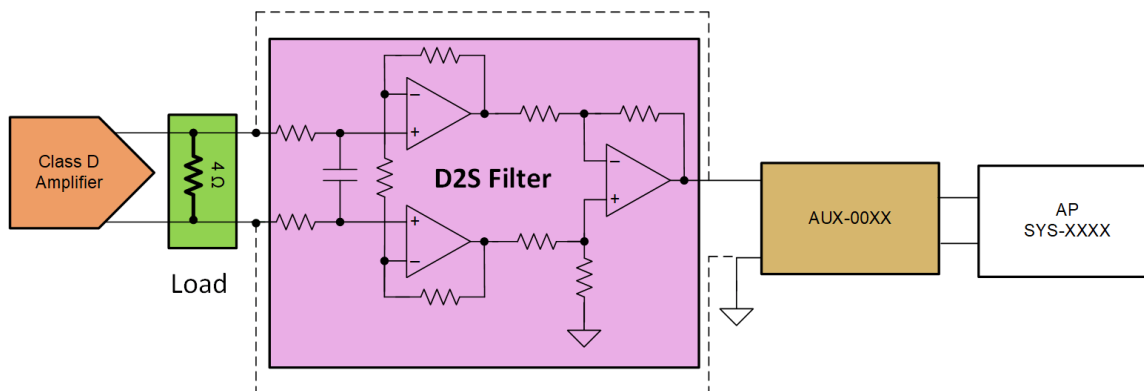 Class D
Amplifier
4 Ω
Load
D2S Filter
−
+
+
−
−
+
AUX-00XX
AP
SYS-XXXX